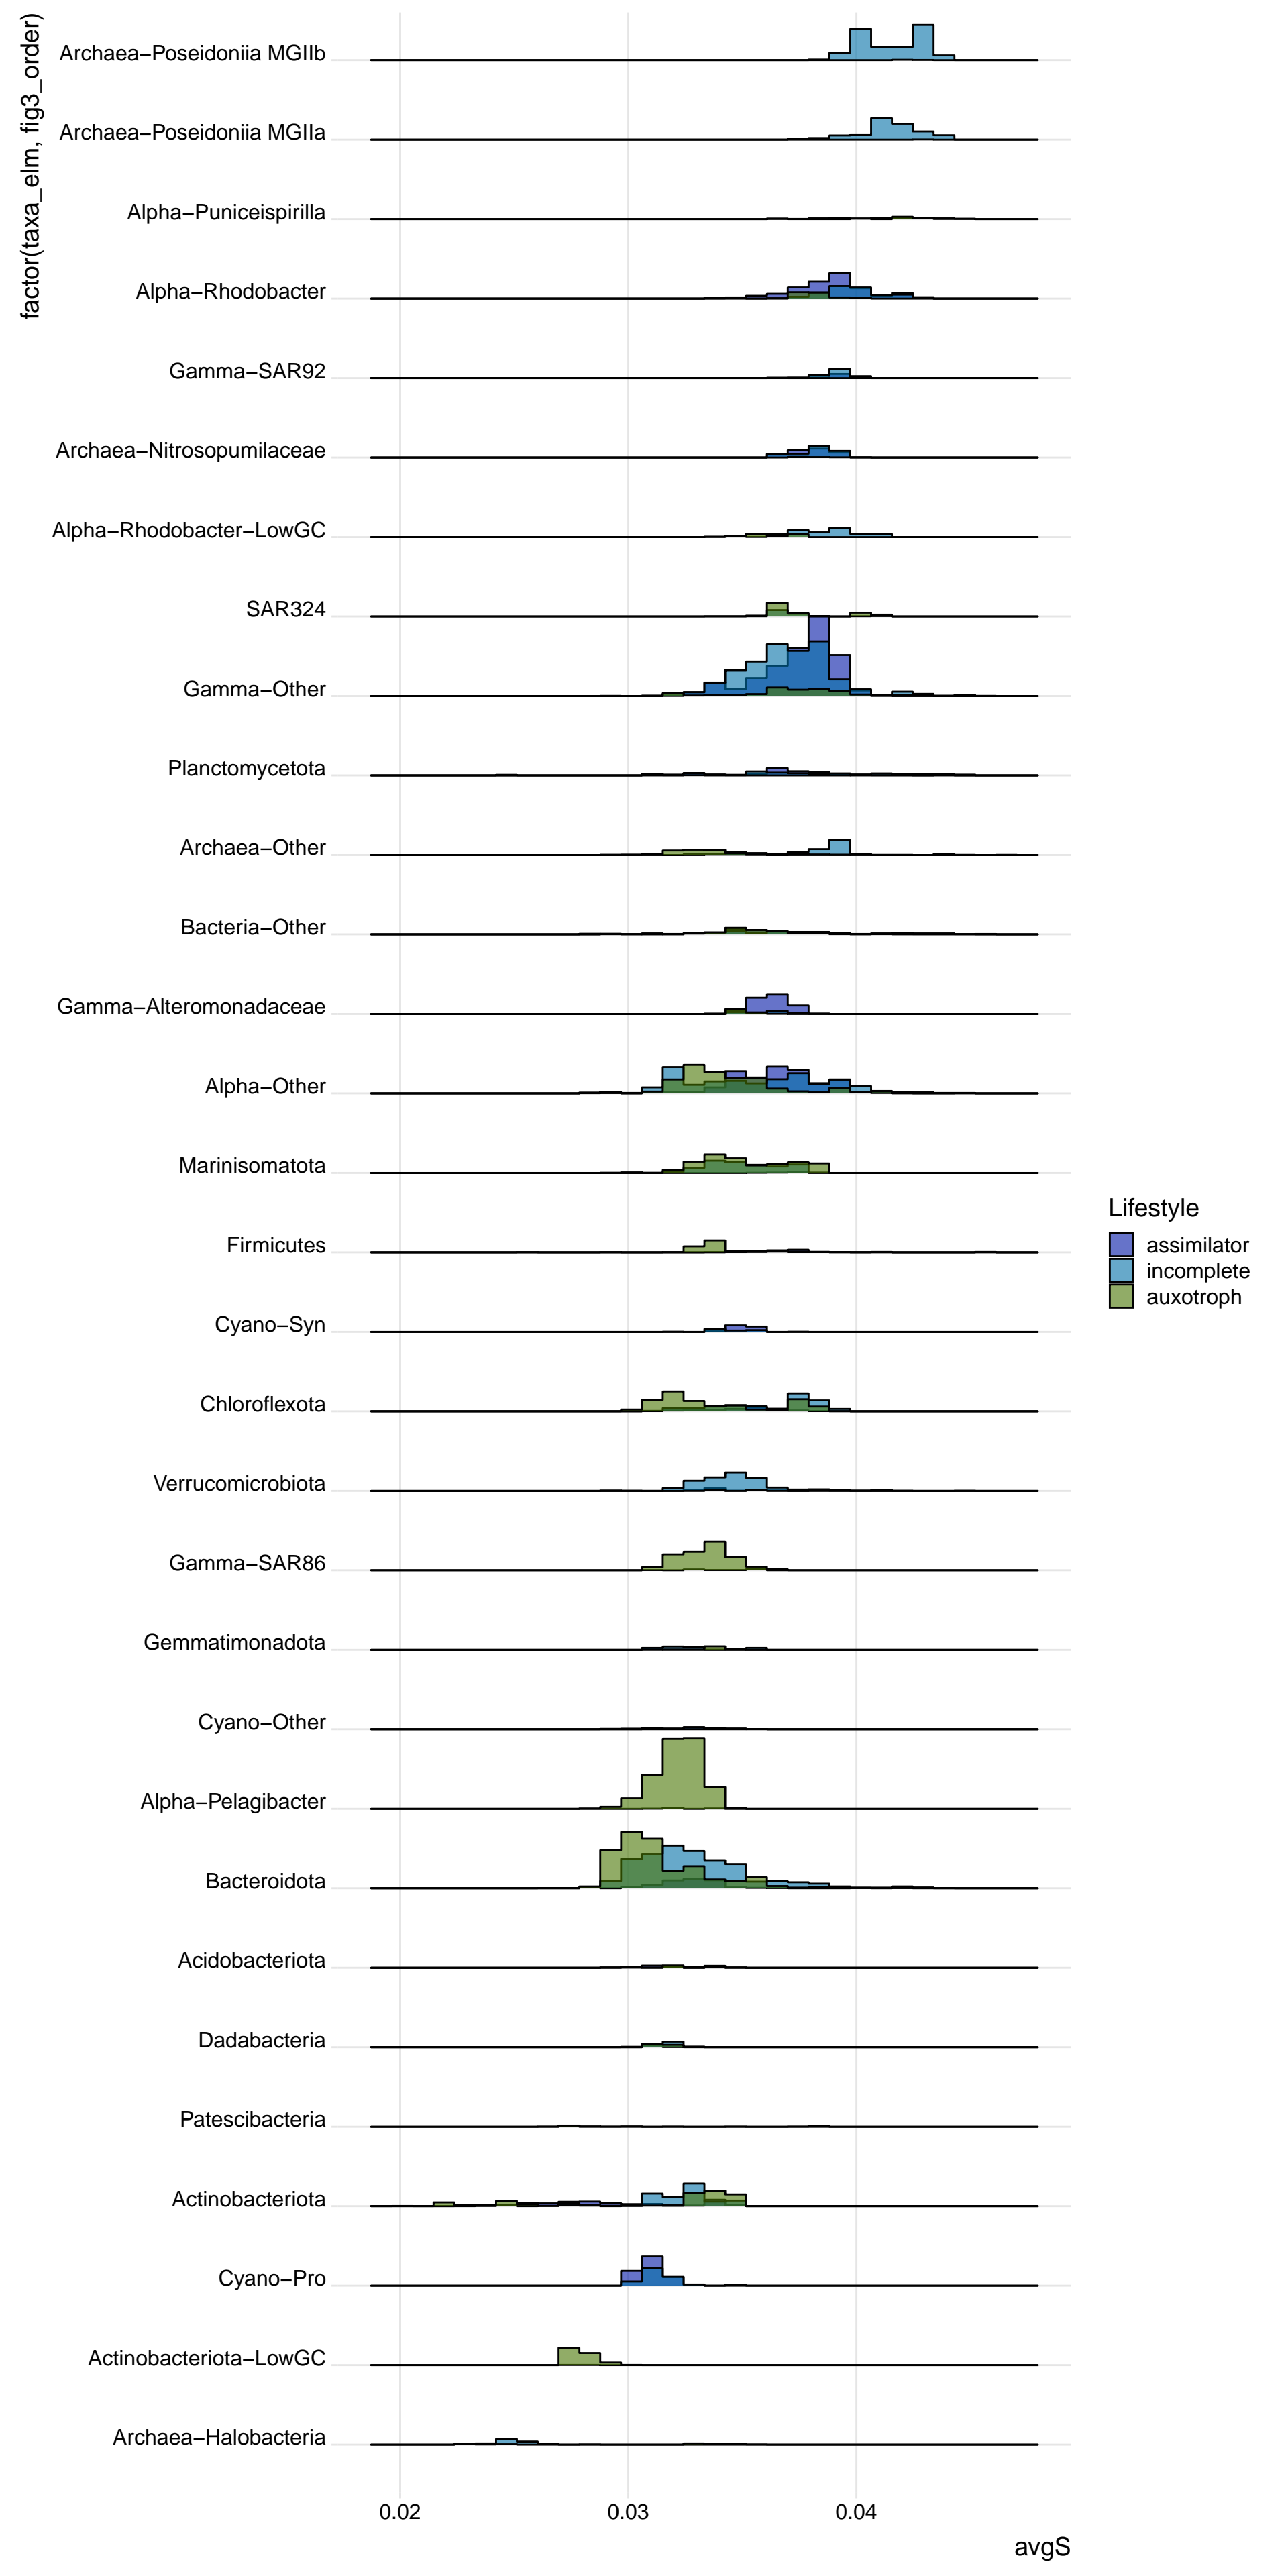 factor(taxa_elm, fig3_order)
Archaea−Poseidoniia MGIIb
Archaea−Poseidoniia MGIIa
Alpha−Puniceispirilla
Alpha−Rhodobacter
Gamma−SAR92
Archaea−Nitrosopumilaceae
Alpha−Rhodobacter−LowGC
SAR324
Gamma−Other
Planctomycetota
Archaea−Other
Bacteria−Other
Gamma−Alteromonadaceae
Alpha−Other
Marinisomatota
Firmicutes
Cyano−Syn
Chloroflexota
Verrucomicrobiota
Gamma−SAR86
Gemmatimonadota
Cyano−Other
Alpha−Pelagibacter
Bacteroidota
Acidobacteriota
Dadabacteria
Patescibacteria
Actinobacteriota
Cyano−Pro
Actinobacteriota−LowGC
Archaea−Halobacteria
0.02 0.03 0.04
avgS
Lifestyle
assimilator
incomplete
auxotroph